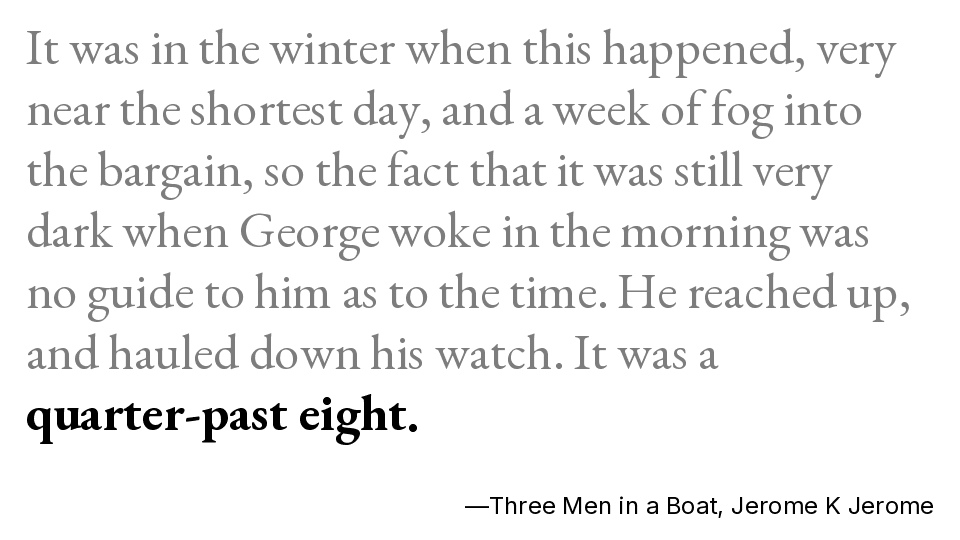 It was in the winter when this happened, very
near the shortest day, and a week of fog into
the bargain, so the fact that it was still very
dark when George woke in the morning was
no guide to him as to the time. He reached up,
and hauled down his watch. It was a
quarter-past eight.
—Three Men in a Boat, Jerome K Jerome